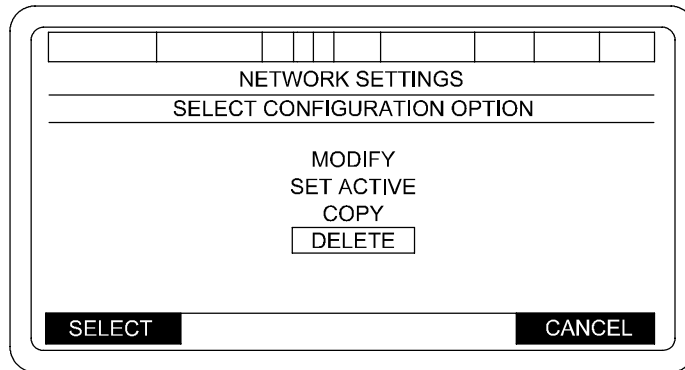 NETWORK SETTINGS
SELECT CONFIGURATION OPTION
MODIFY
SET ACTIVE
COPY
DELETE
SELECT CANCEL